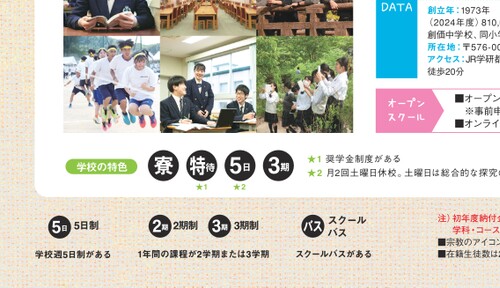 DATA
創立年：1973年
（2024年度）810,
創価中学校、同小
所在地：〒576-00
アクセス：JR学研都
徒歩20分
オープン
スクール
■オープン
※事前申
■オンライ
学校の特色
寮 特待 5日 3期
★1 ★2
★1 奨学金制度がある
★2 月2回土曜日休校。土曜日は総合的な探究
5日 5日制
学校週5日制がある
2期 2期制 3期 3期制
1年間の課程が2学期または3学期
バス スクール
バス
スクールバスがある
注）初年度納付金
学科・コース
■宗教のアイコン
■在籍生徒数は